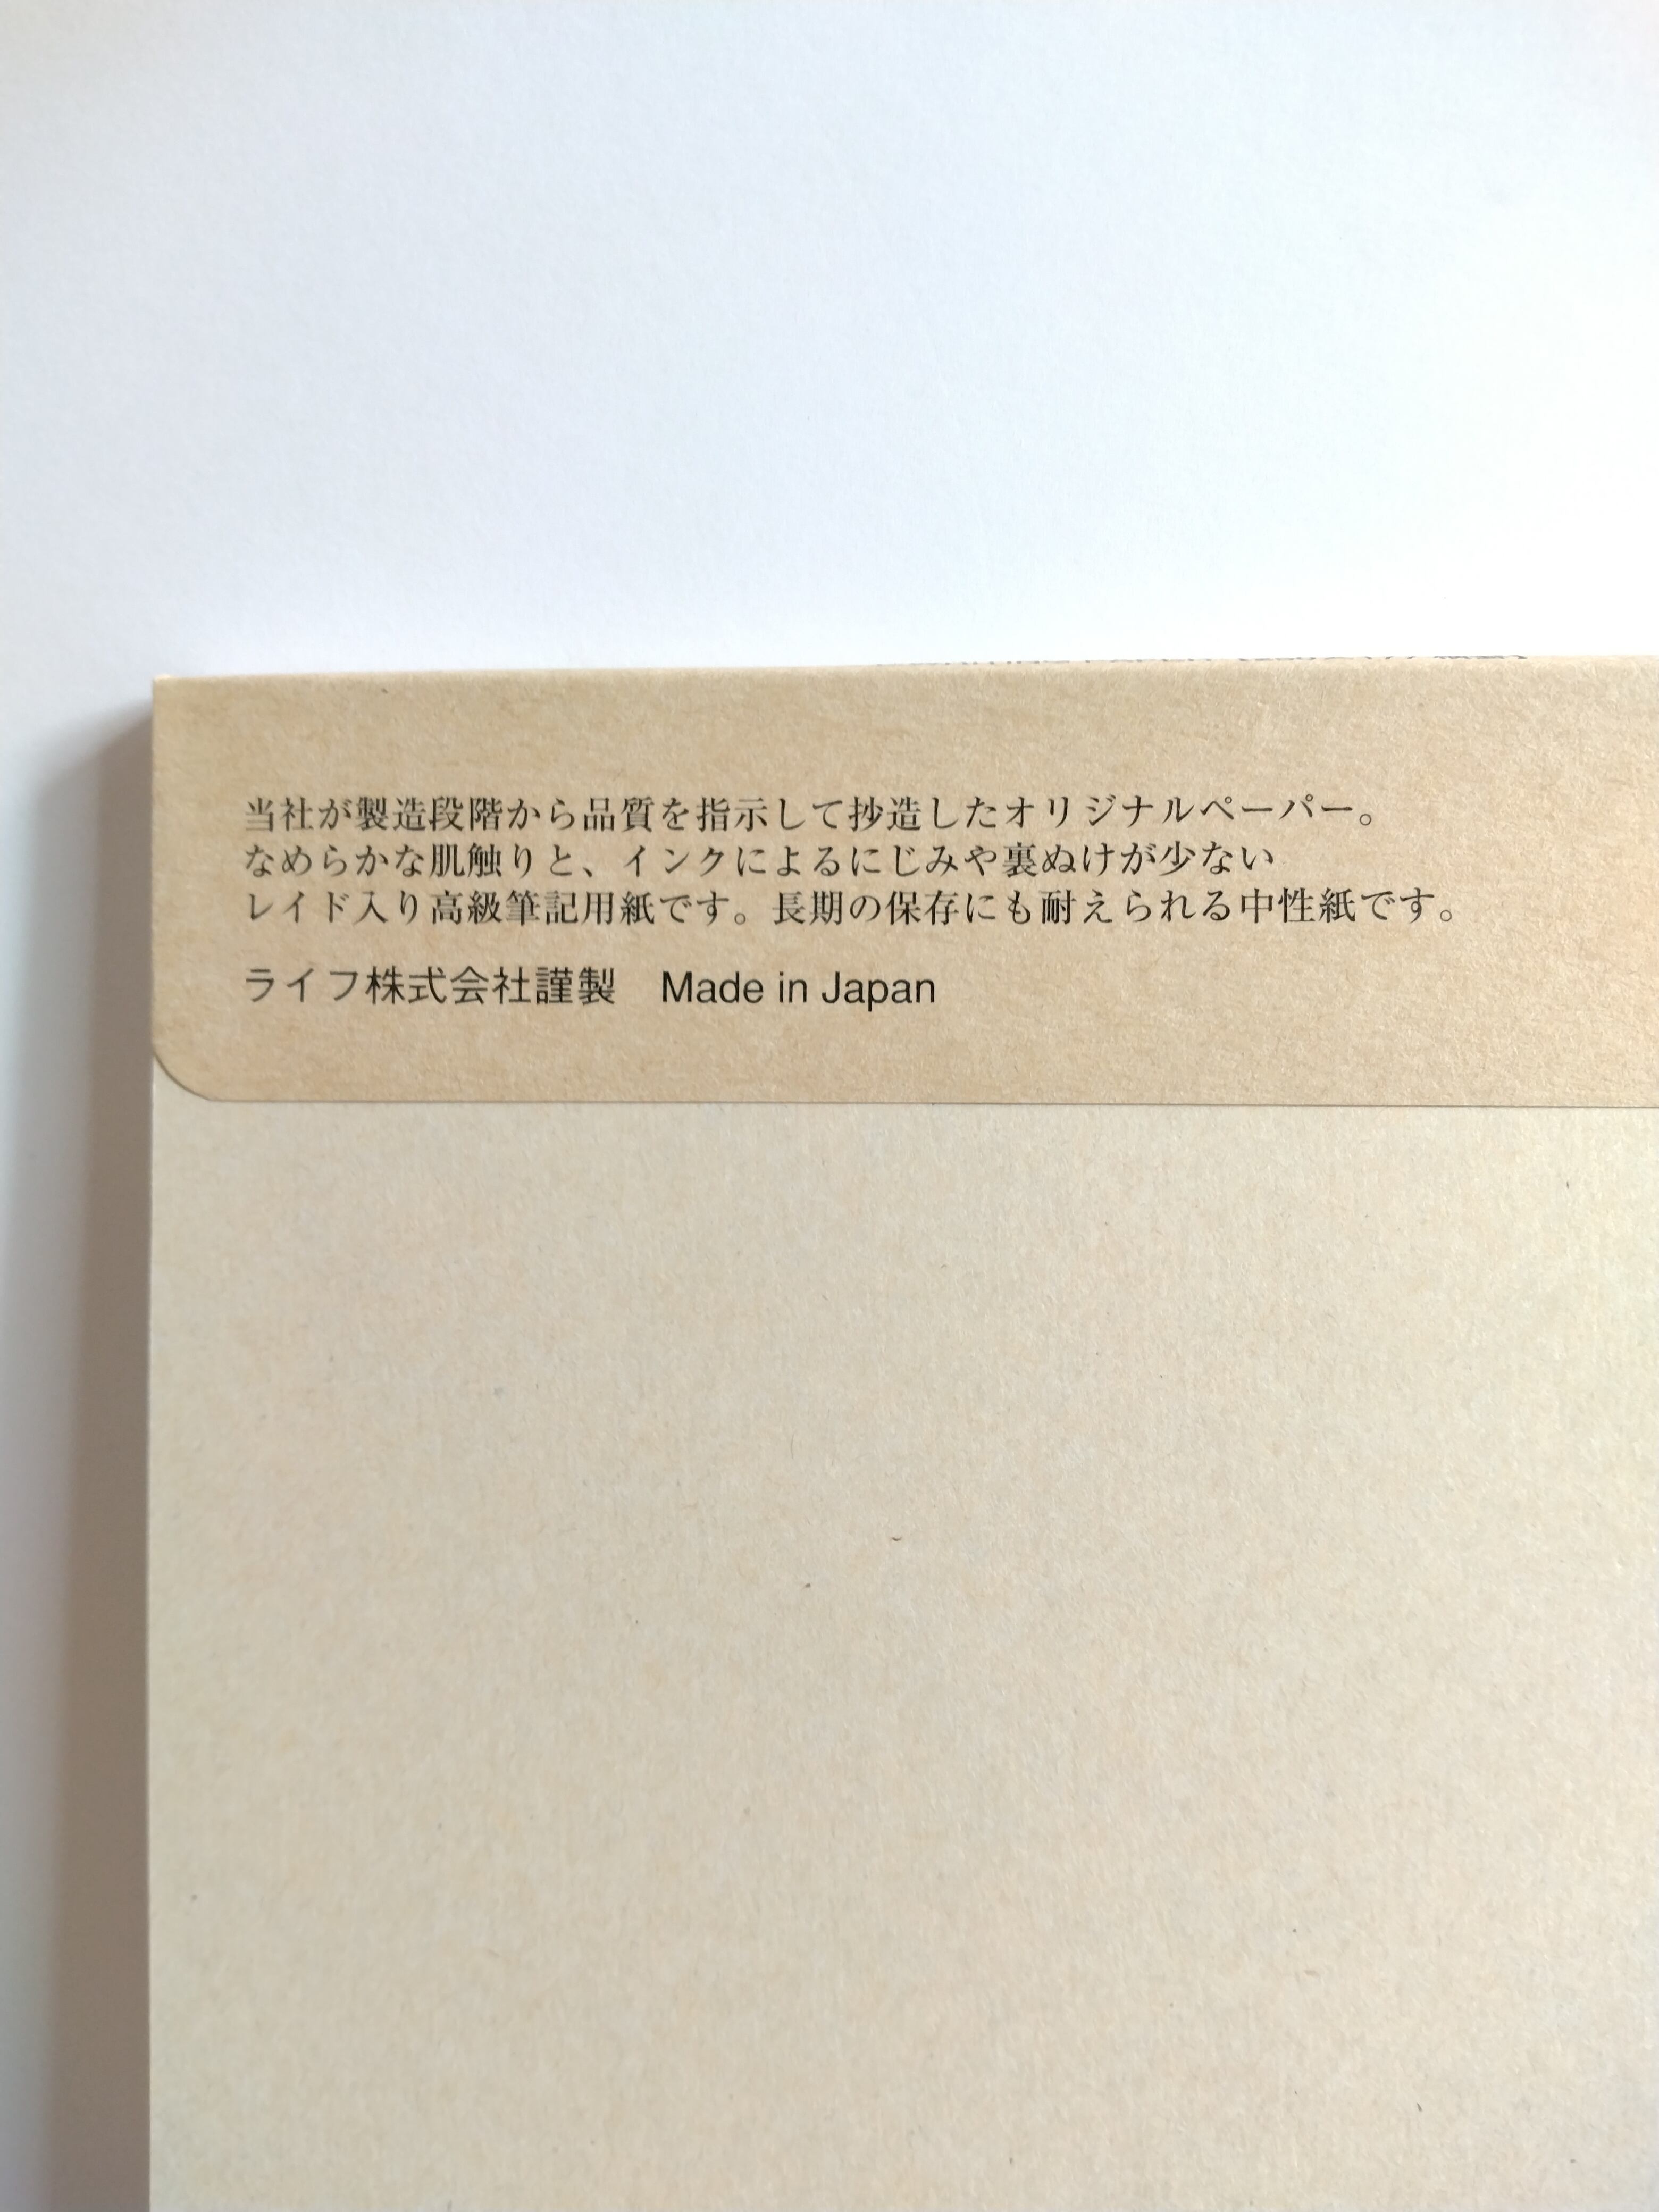 当社が製造段階から品質を指示して抄造したオリジナルペーパー。
なめらかな肌触りと、インクによるにじみや裏ぬけが少ない
レイド入り高級筆記用紙です。長期の保存にも耐えられる中性紙です。
ライフ株式会社謹製　Made in Japan